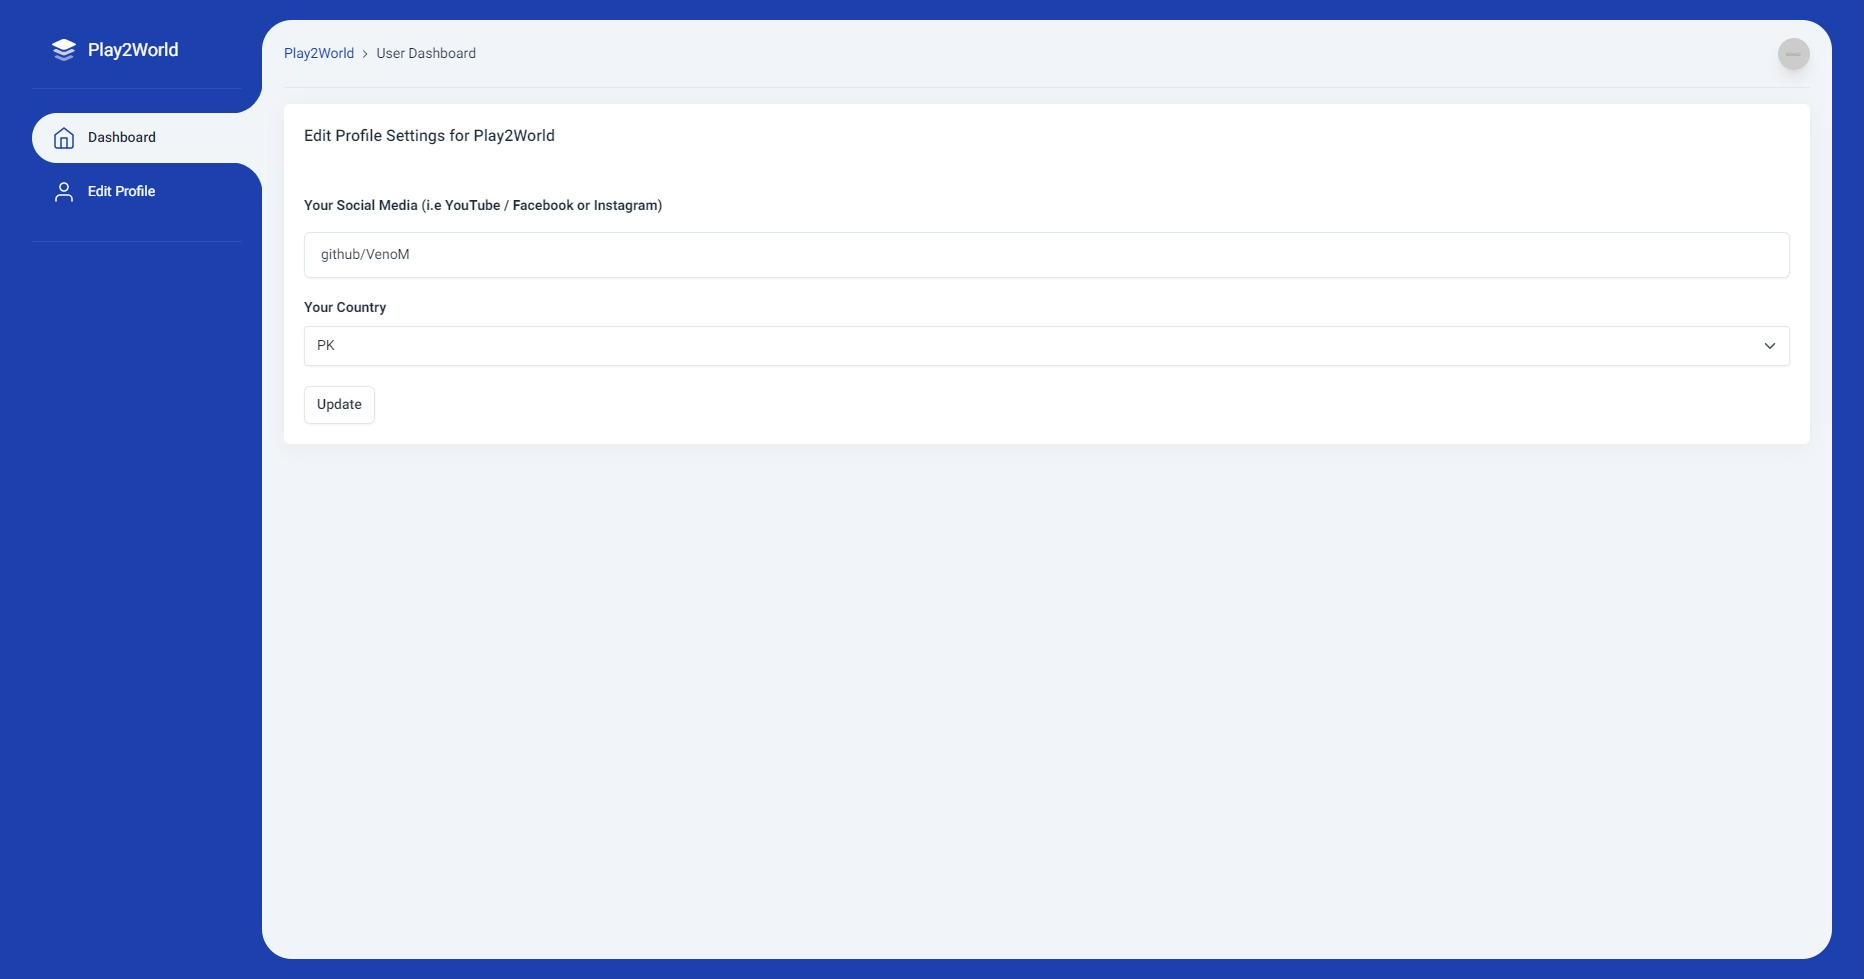 Play2World
Dashboard
Edit Profile
Play2World > User Dashboard
Edit Profile Settings for Play2World
Your Social Media (i.e YouTube / Facebook or Instagram)
github/VenoM
Your Country
PK
Update